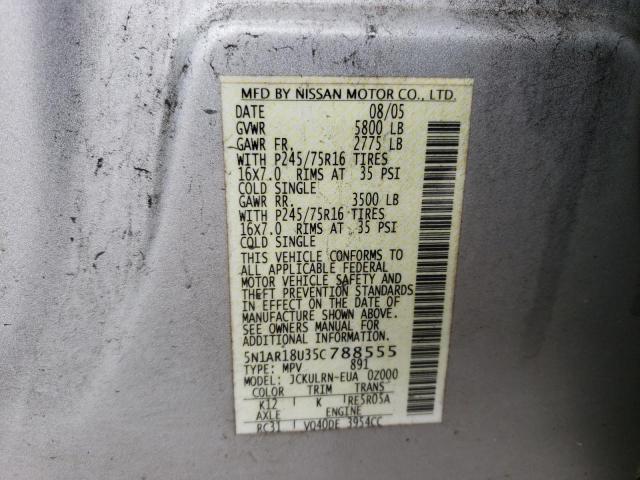 MFD BY NISSAN MOTOR CO., LTD.
DATE 08/05
GVWR 5800 LB
GAWR FR. 2775 LB
WITH P245/75R16 TIRES
16X7.0 RIMS AT 35 PSI
COLD SINGLE
GAWR RR. 3500 LB
WITH P245/75R16 TIRES
16X7.0 RIMS AT 35 PSI
COLD SINGLE
THIS VEHICLE CONFORMS TO
ALL APPLICABLE FEDERAL
MOTOR VEHICLE SAFETY AND
THEFT PREVENTION STANDARDS
IN EFFECT ON THE DATE OF
MANUFACTURE SHOWN ABOVE.
SEE OWNERS MANUAL FOR
ADDITIONAL INFORMATION.
5N1AR18U35C788555
TYPE: MPV 891
MODEL: JCKULRN-EUA 0Z000
COLOR TRIM TRANS
K12 K RE5R05A
AXLE ENGINE
RC31 VQ40DE 3954CC